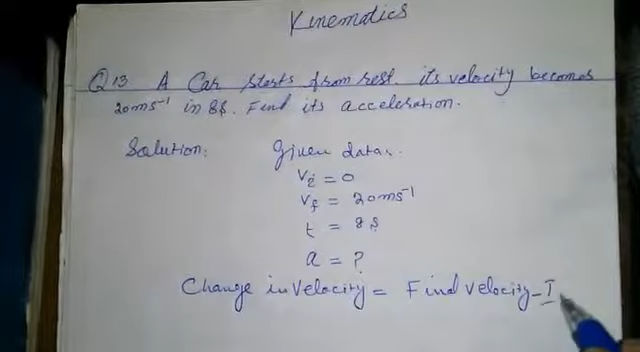 Kinematics
Q13 A Car starts from rest its velocity becomes
20ms⁻¹ in 8s. Find its acceleration.
Solution: Given data:
Vi = 0
Vf = 20ms⁻¹
t = 8s
a = ?
Change in Velocity = Final velocity - I